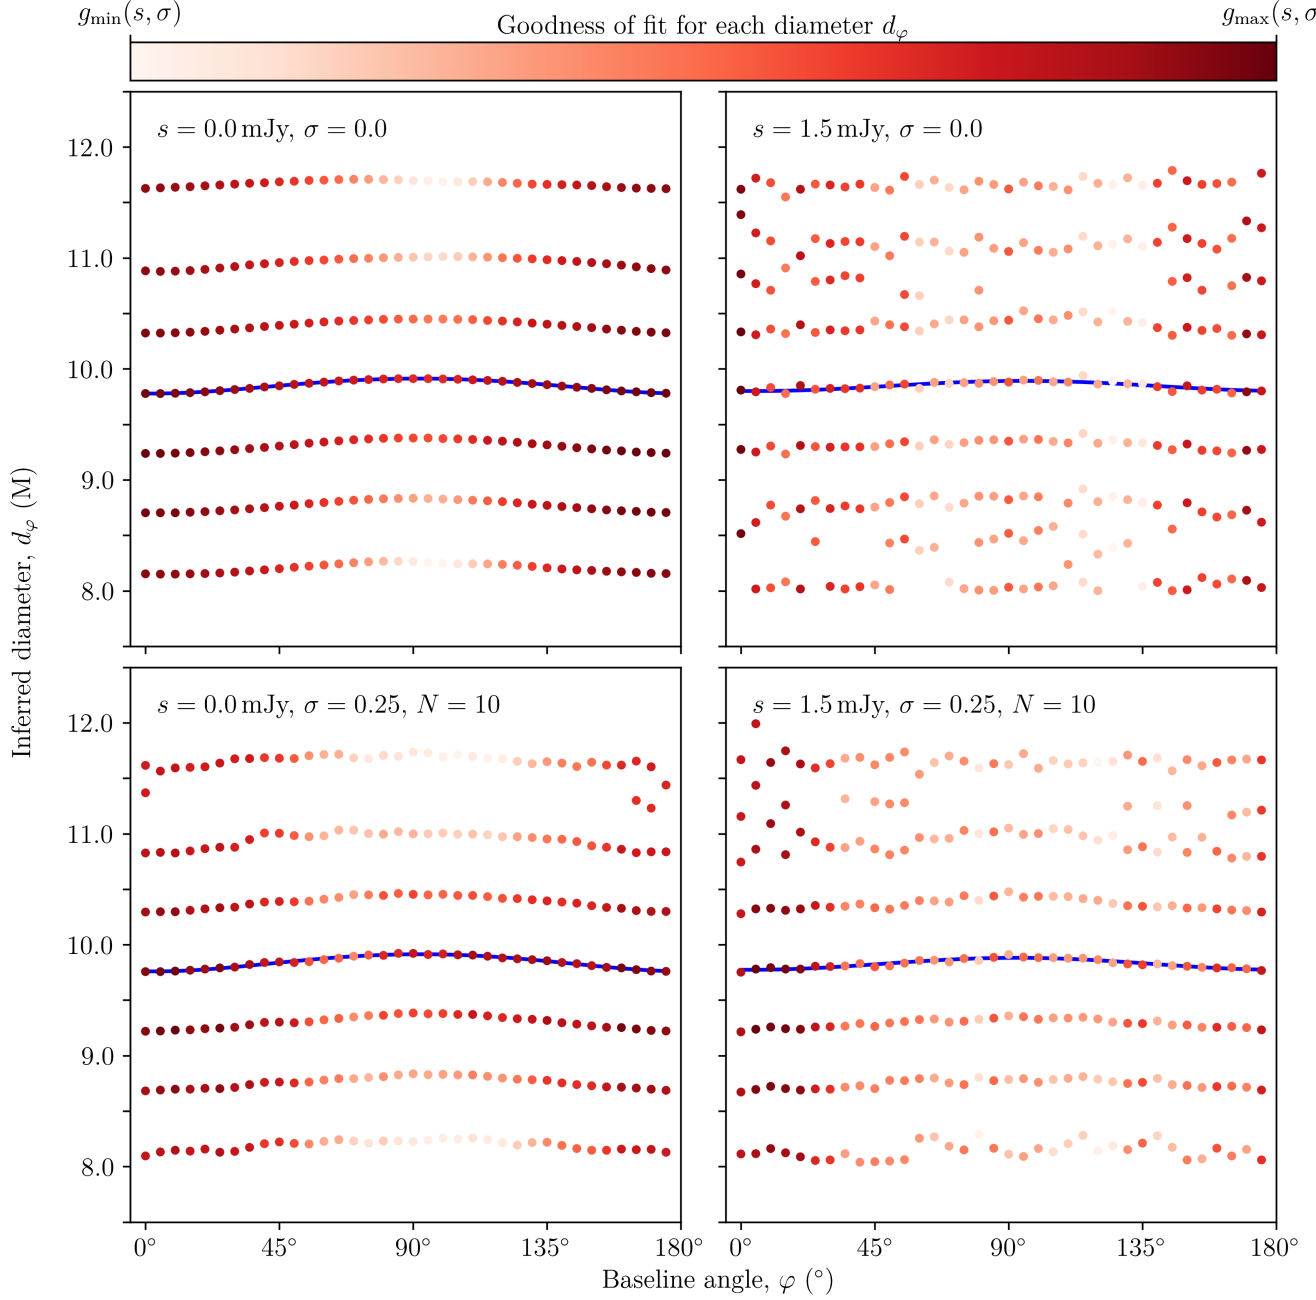 g_min(s, σ)
Goodness of fit for each diameter d_φ
g_max(s, σ
s = 0.0 mJy, σ = 0.0
s = 1.5 mJy, σ = 0.0
12.0
11.0
10.0
9.0
8.0
s = 0.0 mJy, σ = 0.25, N = 10
s = 1.5 mJy, σ = 0.25, N = 10
12.0
11.0
10.0
9.0
8.0
Inferred diameter, d_φ (M)
0° 45° 90° 135° 180°
0° 45° 90° 135° 180°
Baseline angle, φ (°)